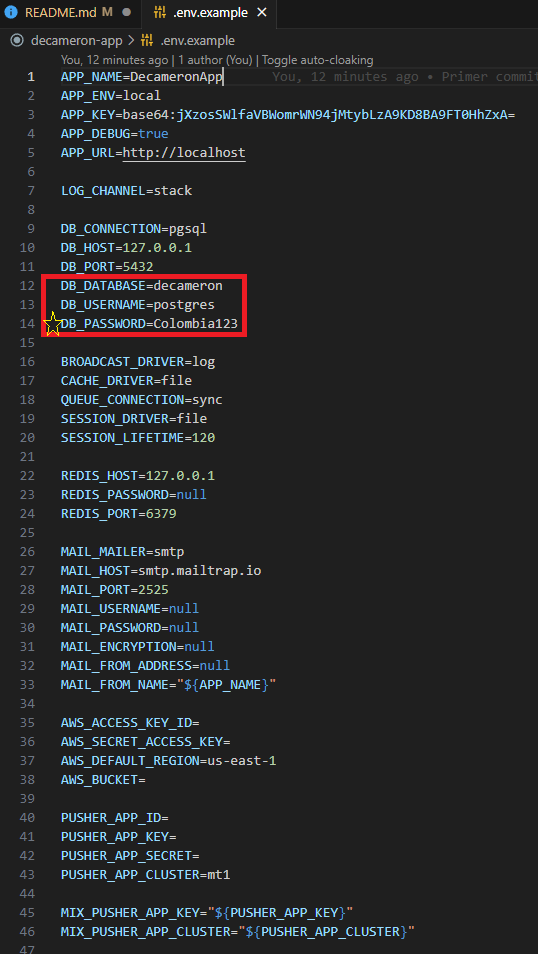 README.md M
.env.example
decameron-app > .env.example
You, 12 minutes ago | 1 author (You) | Toggle auto-cloaking
1 APP_NAME=DecameronApp You, 12 minutes ago • Primer commit
2 APP_ENV=local
3 APP_KEY=base64:jXzosSWlfaVBWomrWN94jMtybLzA9KD8BA9FT0HhZxA=
4 APP_DEBUG=true
5 APP_URL=http://localhost
6
7 LOG_CHANNEL=stack
8
9 DB_CONNECTION=pgsql
10 DB_HOST=127.0.0.1
11 DB_PORT=5432
12 DB_DATABASE=decameron
13 DB_USERNAME=postgres
14 DB_PASSWORD=Colombia123
15
16 BROADCAST_DRIVER=log
17 CACHE_DRIVER=file
18 QUEUE_CONNECTION=sync
19 SESSION_DRIVER=file
20 SESSION_LIFETIME=120
21
22 REDIS_HOST=127.0.0.1
23 REDIS_PASSWORD=null
24 REDIS_PORT=6379
25
26 MAIL_MAILER=smtp
27 MAIL_HOST=smtp.mailtrap.io
28 MAIL_PORT=2525
29 MAIL_USERNAME=null
30 MAIL_PASSWORD=null
31 MAIL_ENCRYPTION=null
32 MAIL_FROM_ADDRESS=null
33 MAIL_FROM_NAME="${APP_NAME}"
34
35 AWS_ACCESS_KEY_ID=
36 AWS_SECRET_ACCESS_KEY=
37 AWS_DEFAULT_REGION=us-east-1
38 AWS_BUCKET=
39
40 PUSHER_APP_ID=
41 PUSHER_APP_KEY=
42 PUSHER_APP_SECRET=
43 PUSHER_APP_CLUSTER=mt1
44
45 MIX_PUSHER_APP_KEY="${PUSHER_APP_KEY}"
46 MIX_PUSHER_APP_CLUSTER="${PUSHER_APP_CLUSTER}"
47